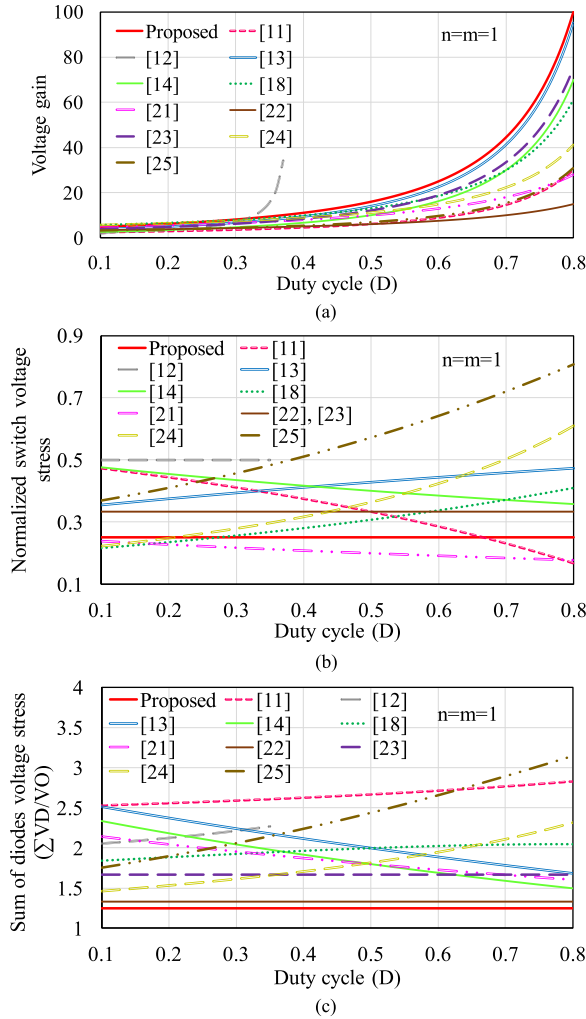 100
80
60
40
20
0
Voltage gain
Proposed
[11]
n=m=1
[12]
[13]
[14]
[18]
[21]
[22]
[23]
[24]
[25]
0.1 0.2 0.3 0.4 0.5 0.6 0.7 0.8
Duty cycle (D)
(a)
0.9
0.7
0.5
0.3
0.1
Normalized switch voltage
stress
Proposed
[11]
n=m=1
[12]
[13]
[14]
[18]
[21]
[22], [23]
[24]
[25]
0.1 0.2 0.3 0.4 0.5 0.6 0.7 0.8
Duty cycle (D)
(b)
4
3.5
3
2.5
2
1.5
1
Sum of diodes voltage stress
(∑VD/VO)
Proposed
[11]
[12]
n=m=1
[13]
[14]
[18]
[21]
[22]
[23]
[24]
[25]
0.1 0.2 0.3 0.4 0.5 0.6 0.7 0.8
Duty cycle (D)
(c)